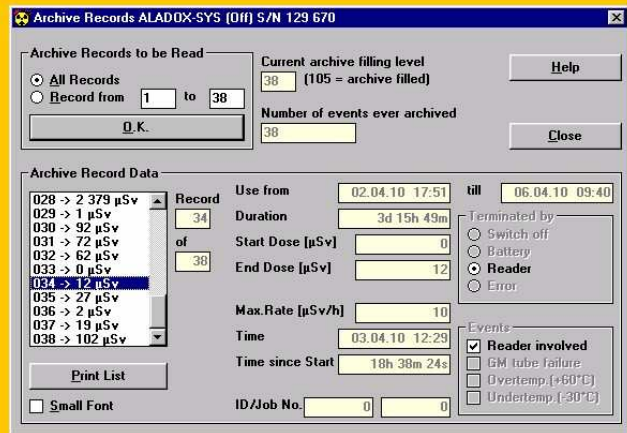 Archive Records ALADOX-SYS (Off) S/N 129 670
Archive Records to be Read
All Records
Record from 1 to 38
O.K.
Current archive filling level
38 (105 = archive filled)
Number of events ever archived
38
Help
Close
Archive Record Data
028 -> 2 379 µSv
029 -> 1 µSv
030 -> 92 µSv
031 -> 72 µSv
032 -> 62 µSv
033 -> 0 µSv
034 -> 12 µSv
035 -> 27 µSv
036 -> 2 µSv
037 -> 19 µSv
038 -> 102 µSv
Record
34
of
38
Print List
Small Font
Use from 02.04.10 17:51 till 06.04.10 09:40
Duration 3d 15h 49m
Start Dose [µSv] 0
End Dose [µSv] 12
Max.Rate [µSv/h] 10
Time 03.04.10 12:29
Time since Start 18h 38m 24s
ID/Job No. 0 0
Terminated by
Switch off
Battery
Reader
Error
Events
Reader involved
GM tube failure
Overtemp.(+60°C)
Undertemp.(-30°C)